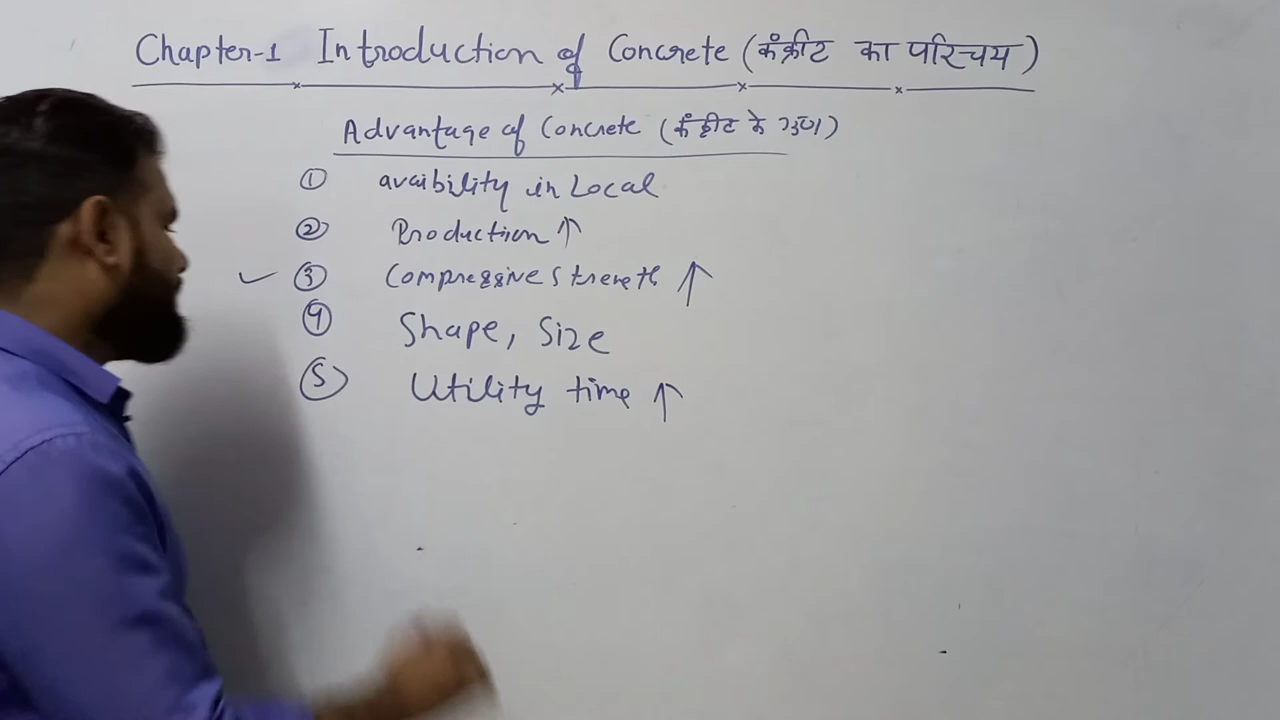 Chapter-1 Introduction of Concrete (कंक्रीट का परिचय)
Advantage of Concrete (कंक्रीट के गुण)
① avaibility in Local
② Production ↑
③ Compressive Strength ↑
④ Shape, Size
⑤ Utility time ↑